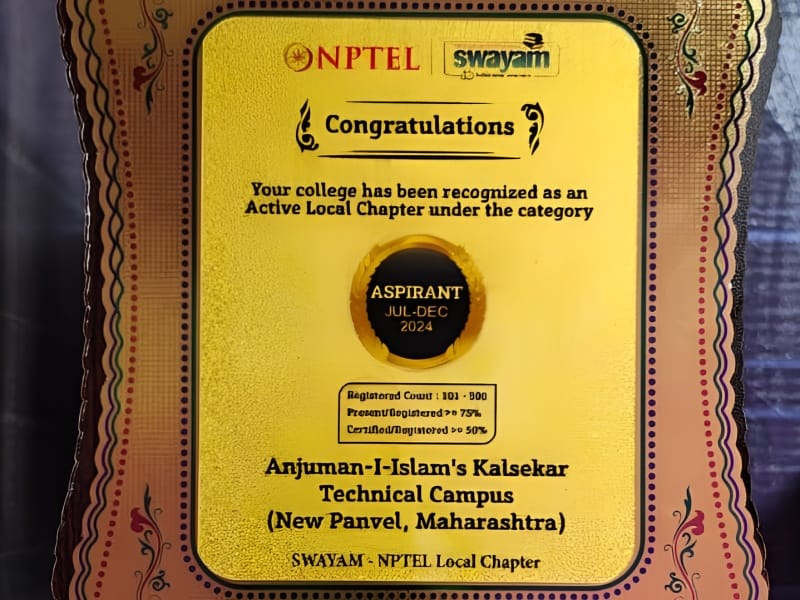 NPTEL swayam
Congratulations
Your college has been recognized as an
Active Local Chapter under the category
ASPIRANT
JUL-DEC
2024
Registered Count : 101 - 500
Present/Registered >= 75%
Certified/Registered >= 50%
Anjuman-I-Islam's Kalsekar
Technical Campus
(New Panvel, Maharashtra)
SWAYAM - NPTEL Local Chapter